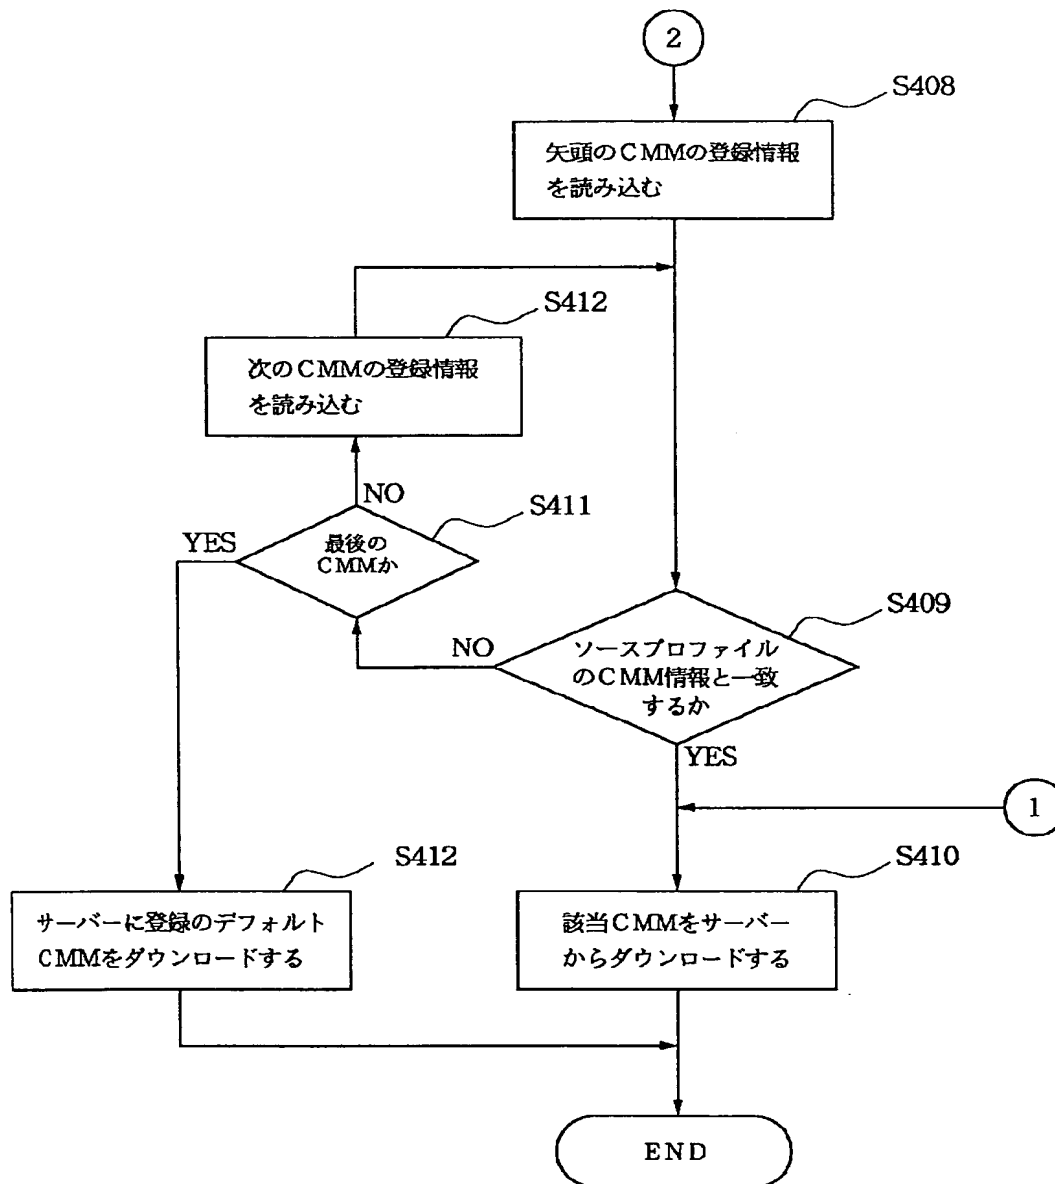 2
S408
矢頭のCMMの登録情報
を読み込む
S412
次のCMMの登録情報
を読み込む
NO
S411
YES
最後の
CMMか
S409
NO
ソースプロファイル
のCMM情報と一致
するか
YES
1
S412
S410
サーバーに登録のデフォルト
CMMをダウンロードする
該当CMMをサーバー
からダウンロードする
END